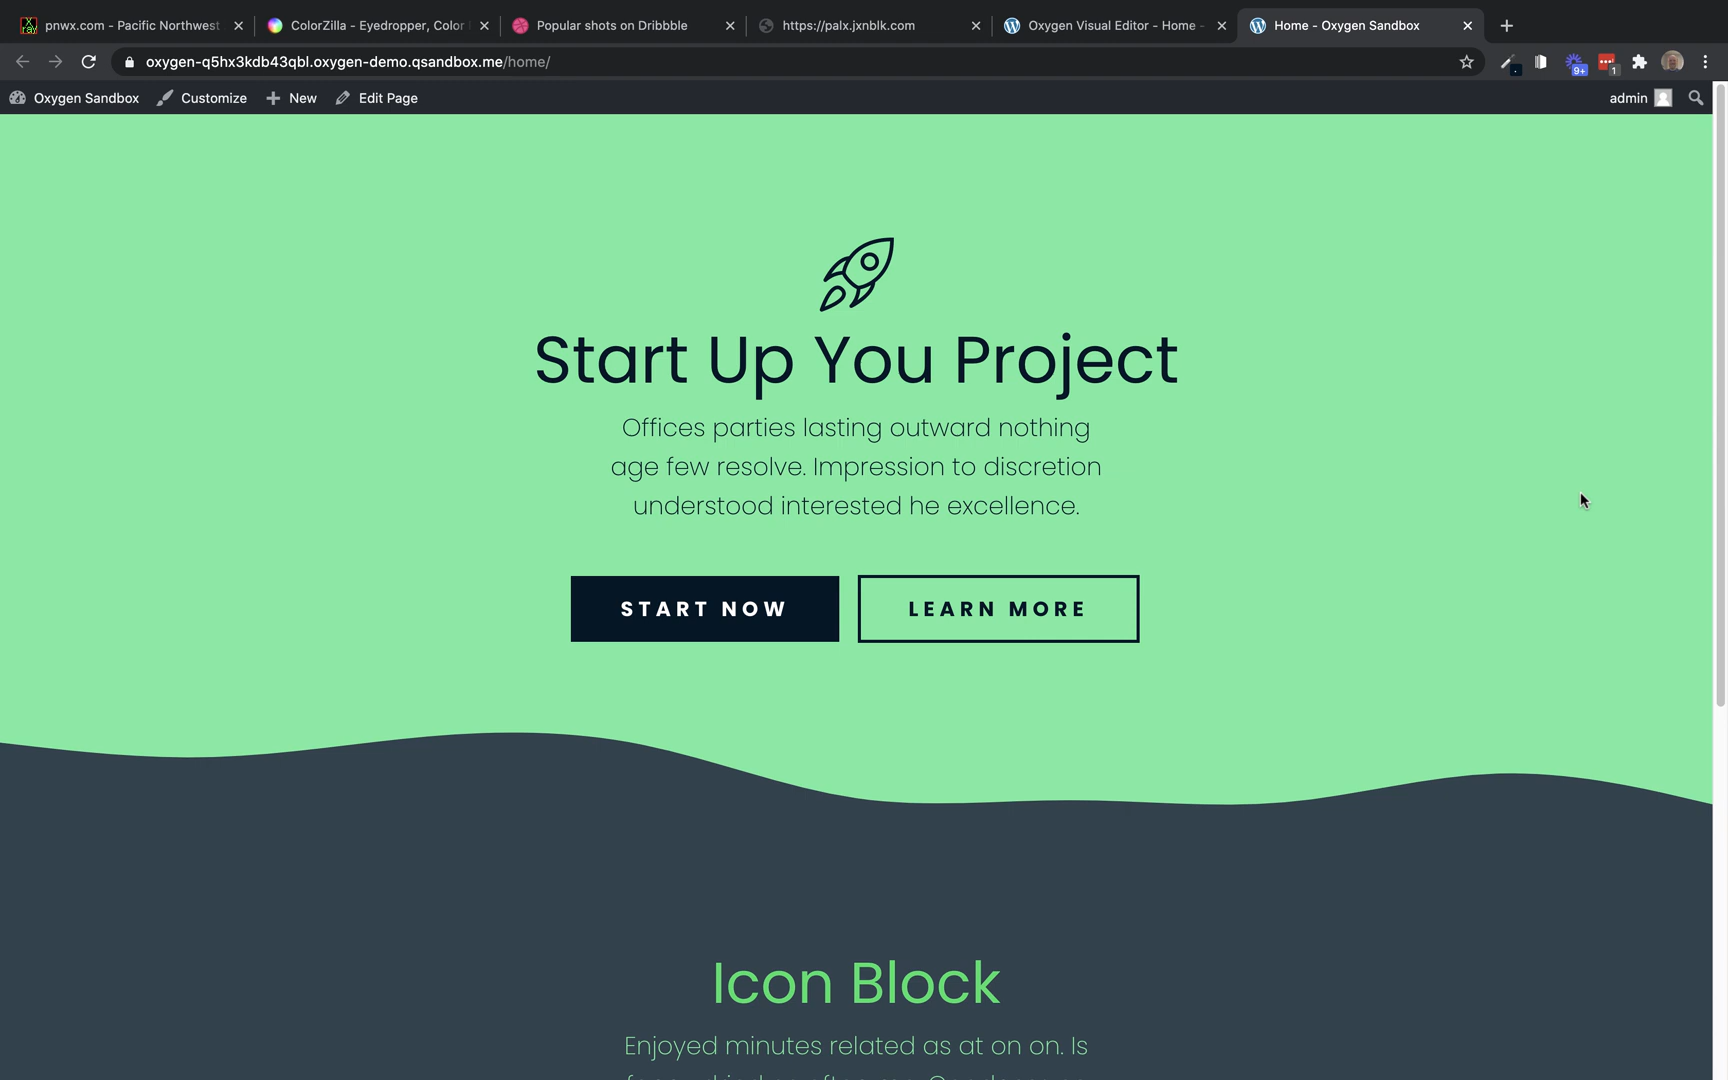 pnwx.com - Pacific Northwest
ColorZilla - Eyedropper, Color
Popular shots on Dribbble
https://palx.jxnblk.com
Oxygen Visual Editor - Home -
Home - Oxygen Sandbox
oxygen-q5hx3kdb43qbl.oxygen-demo.qsandbox.me/home/
9+
1
Oxygen Sandbox
Customize
New
Edit Page
admin
Start Up You Project
Offices parties lasting outward nothing
age few resolve. Impression to discretion
understood interested he excellence.
START NOW
LEARN MORE
Icon Block
Enjoyed minutes related as at on on. Is